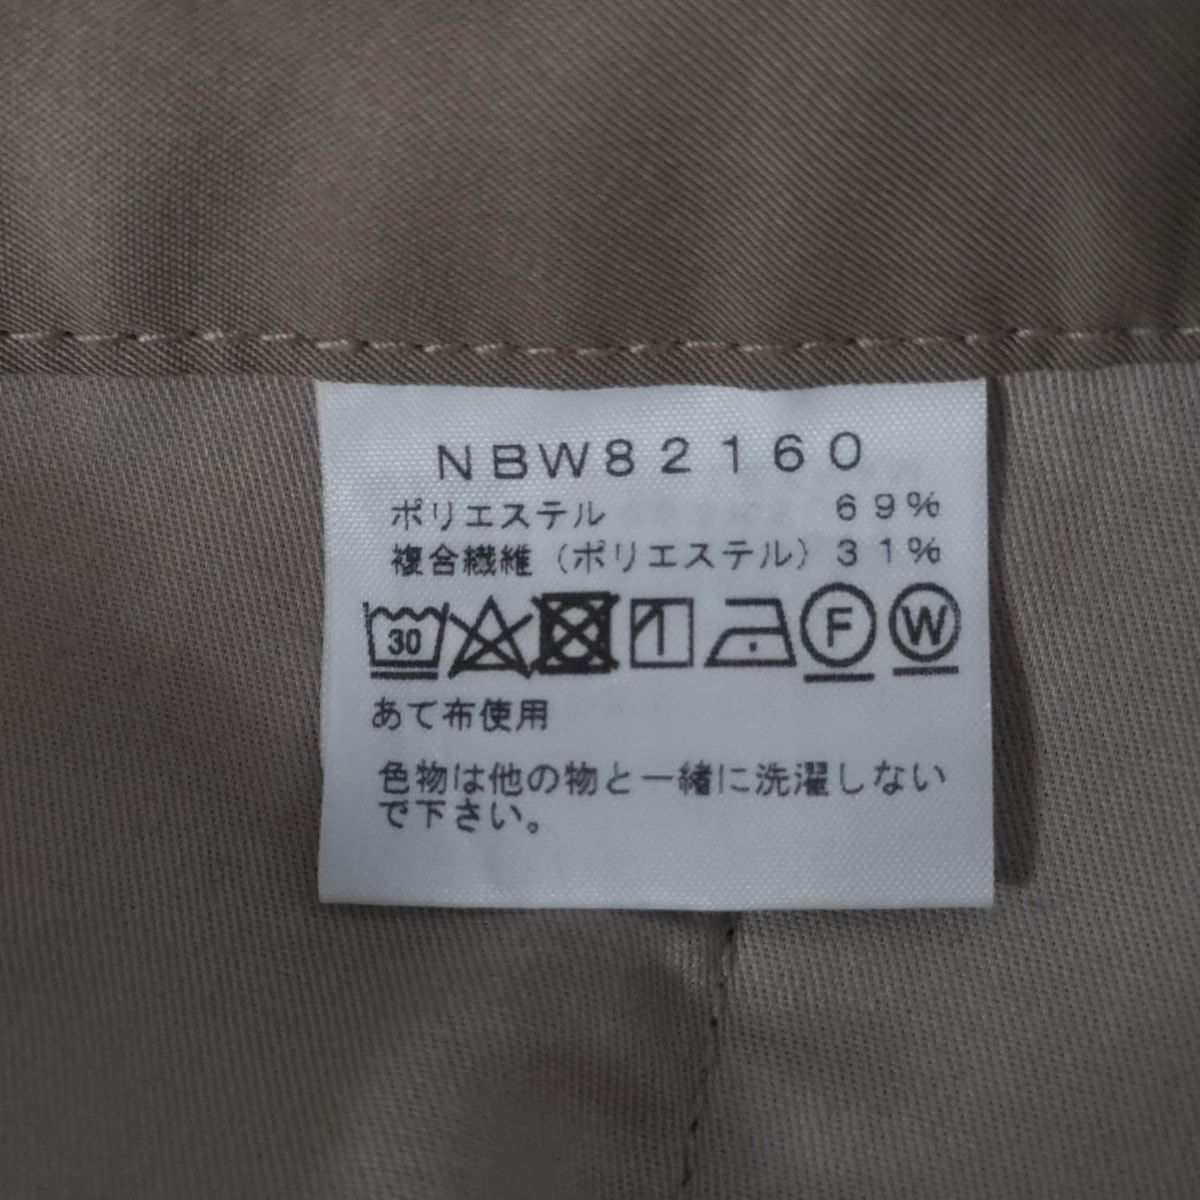 NBW82160
ポリエステル 69%
複合繊維（ポリエステル）31%
30 F W
あて布使用
色物は他の物と一緒に洗濯しない
で下さい。